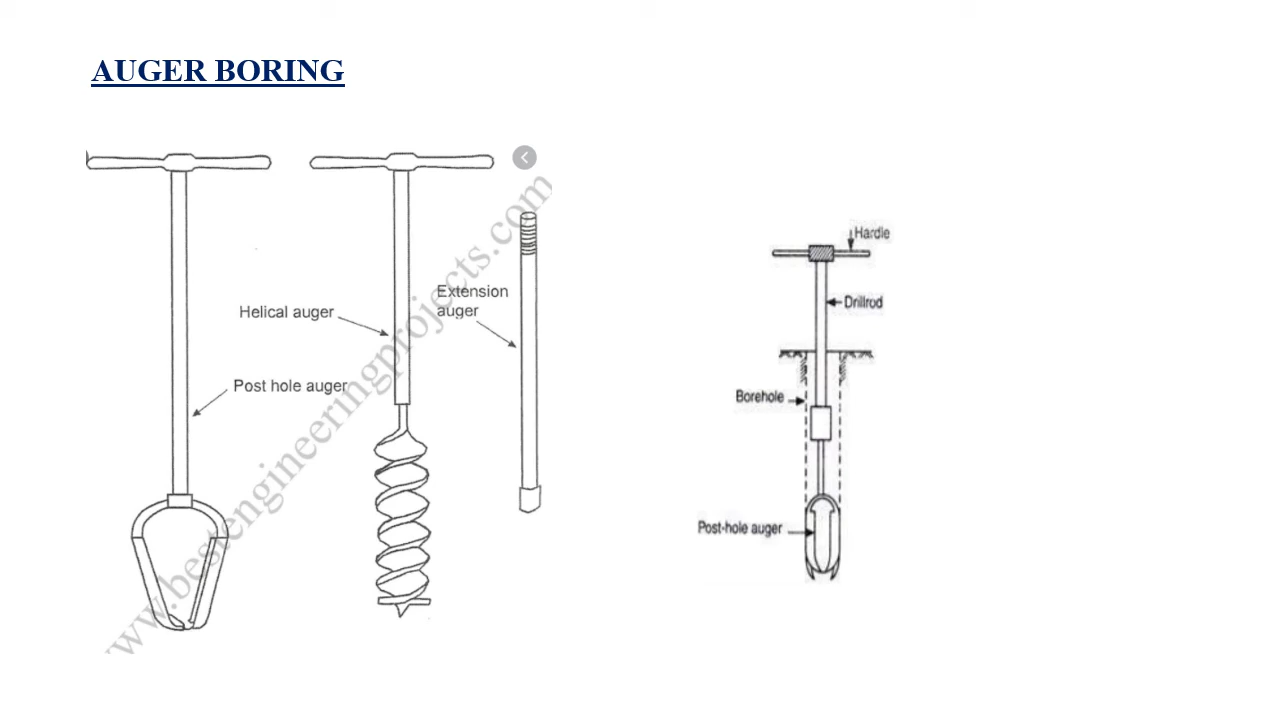 AUGER BORING
Helical auger
Extension
auger
Post hole auger
www.bestengineeringprojects.com
Hardle
Drillrod
Borehole
Post-hole auger